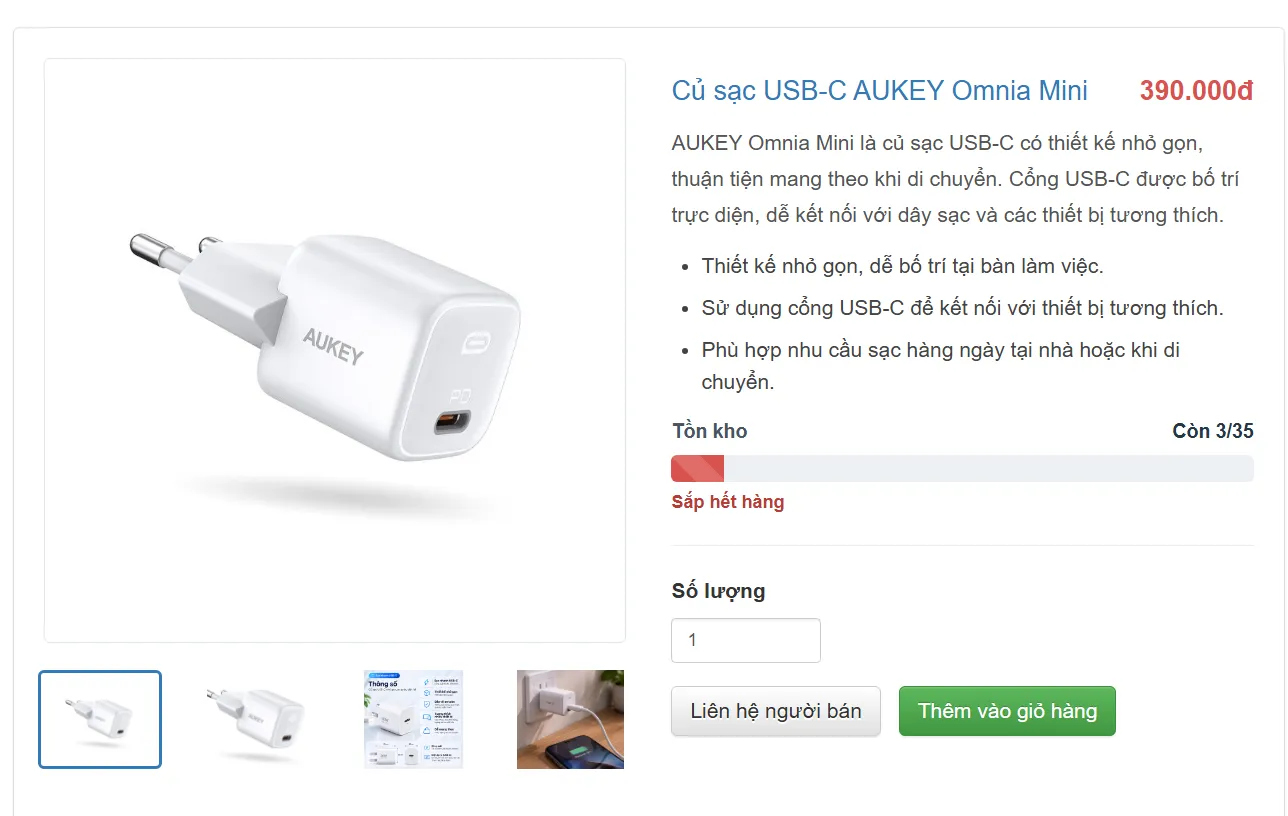 Củ sạc USB-C AUKEY Omnia Mini
390.000đ
AUKEY Omnia Mini là củ sạc USB-C có thiết kế nhỏ gọn,
thuận tiện mang theo khi di chuyển. Cổng USB-C được bố trí
trực diện, dễ kết nối với dây sạc và các thiết bị tương thích.
Thiết kế nhỏ gọn, dễ bố trí tại bàn làm việc.
Sử dụng cổng USB-C để kết nối với thiết bị tương thích.
Phù hợp nhu cầu sạc hàng ngày tại nhà hoặc khi di
chuyển.
Tồn kho
Còn 3/35
Sắp hết hàng
Số lượng
1
Liên hệ người bán
Thêm vào giỏ hàng
AUKEY
PD
Thông số